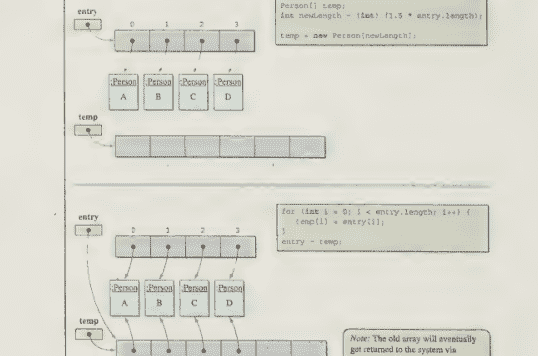 entry
0 1 2 3
Person[] temp;
int newLength = (int) (1.5 * entry.length);
temp = new Person[newLength];
:Person :Person :Person :Person
A B C D
temp
entry
0 1 2 3
for (int i = 0; i < entry.length; i++) {
temp[i] = entry[i];
}
entry = temp;
:Person :Person :Person :Person
A B C D
temp
Note: The old array will eventually
get returned to the system via